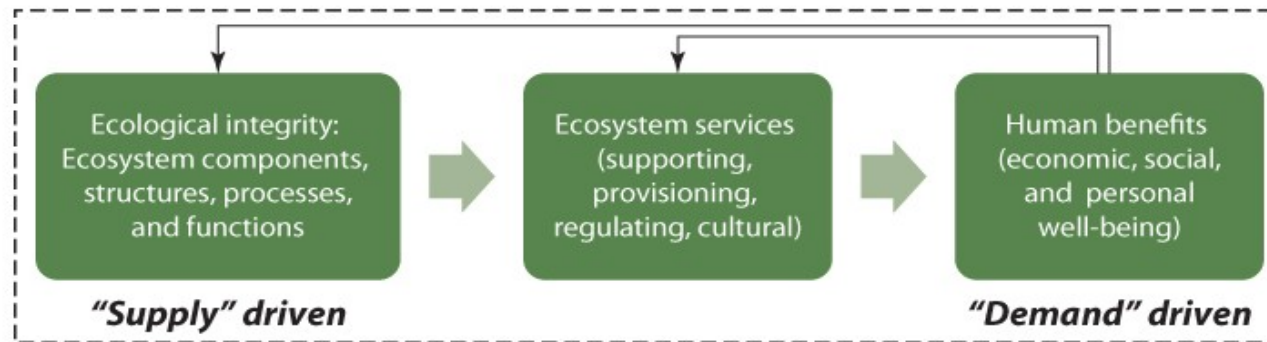 Ecological integrity:
Ecosystem components,
structures, processes,
and functions
Ecosystem services
(supporting,
provisioning,
regulating, cultural)
Human benefits
(economic, social,
and personal
well-being)
“Supply” driven
“Demand” driven